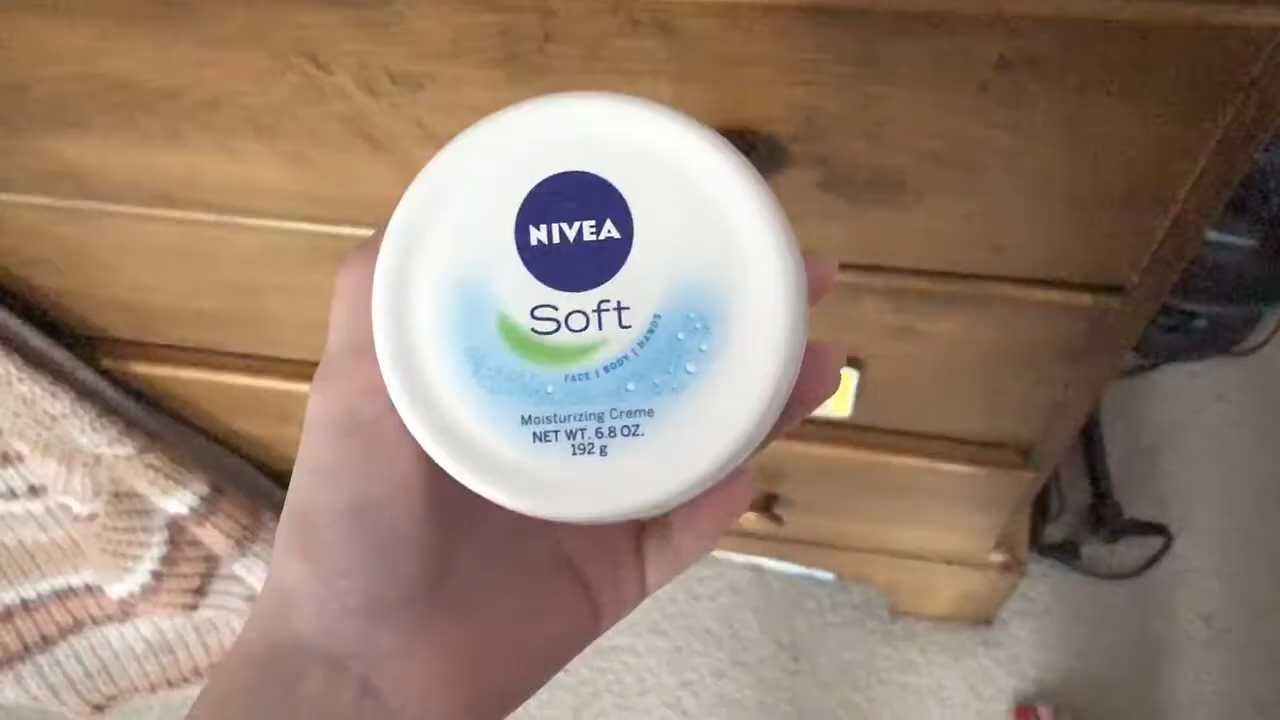 NIVEA
Soft
FACE | BODY | HANDS
Moisturizing Creme
NET WT. 6.8 OZ.
192 g